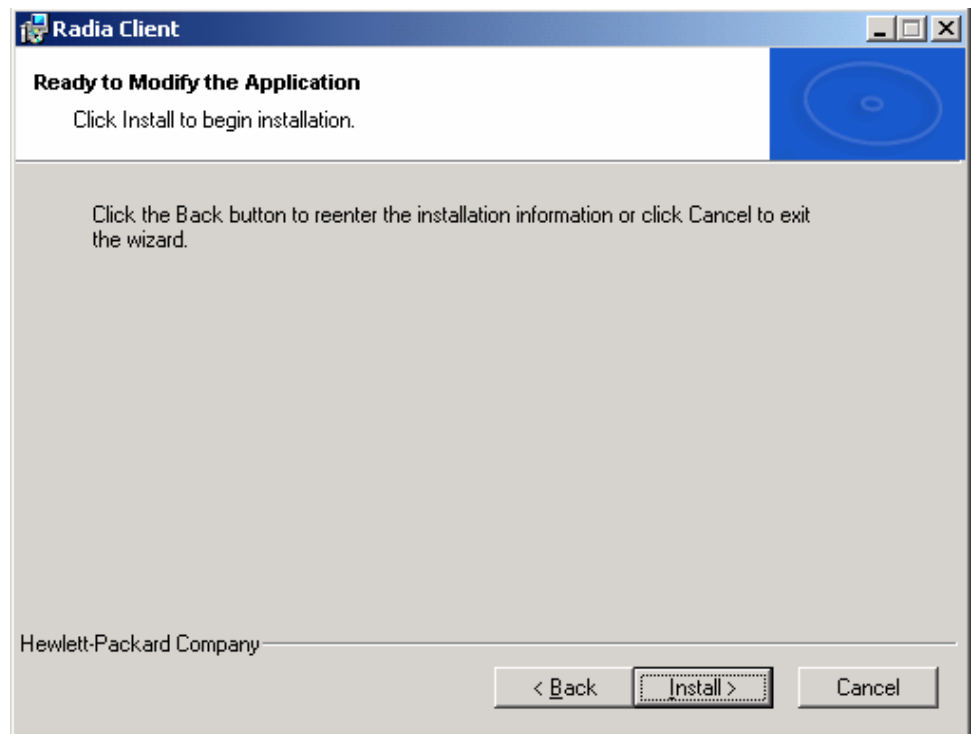 Radia Client
Ready to Modify the Application
Click Install to begin installation.
Click the Back button to reenter the installation information or click Cancel to exit
the wizard.
Hewlett-Packard Company
< Back Install > Cancel